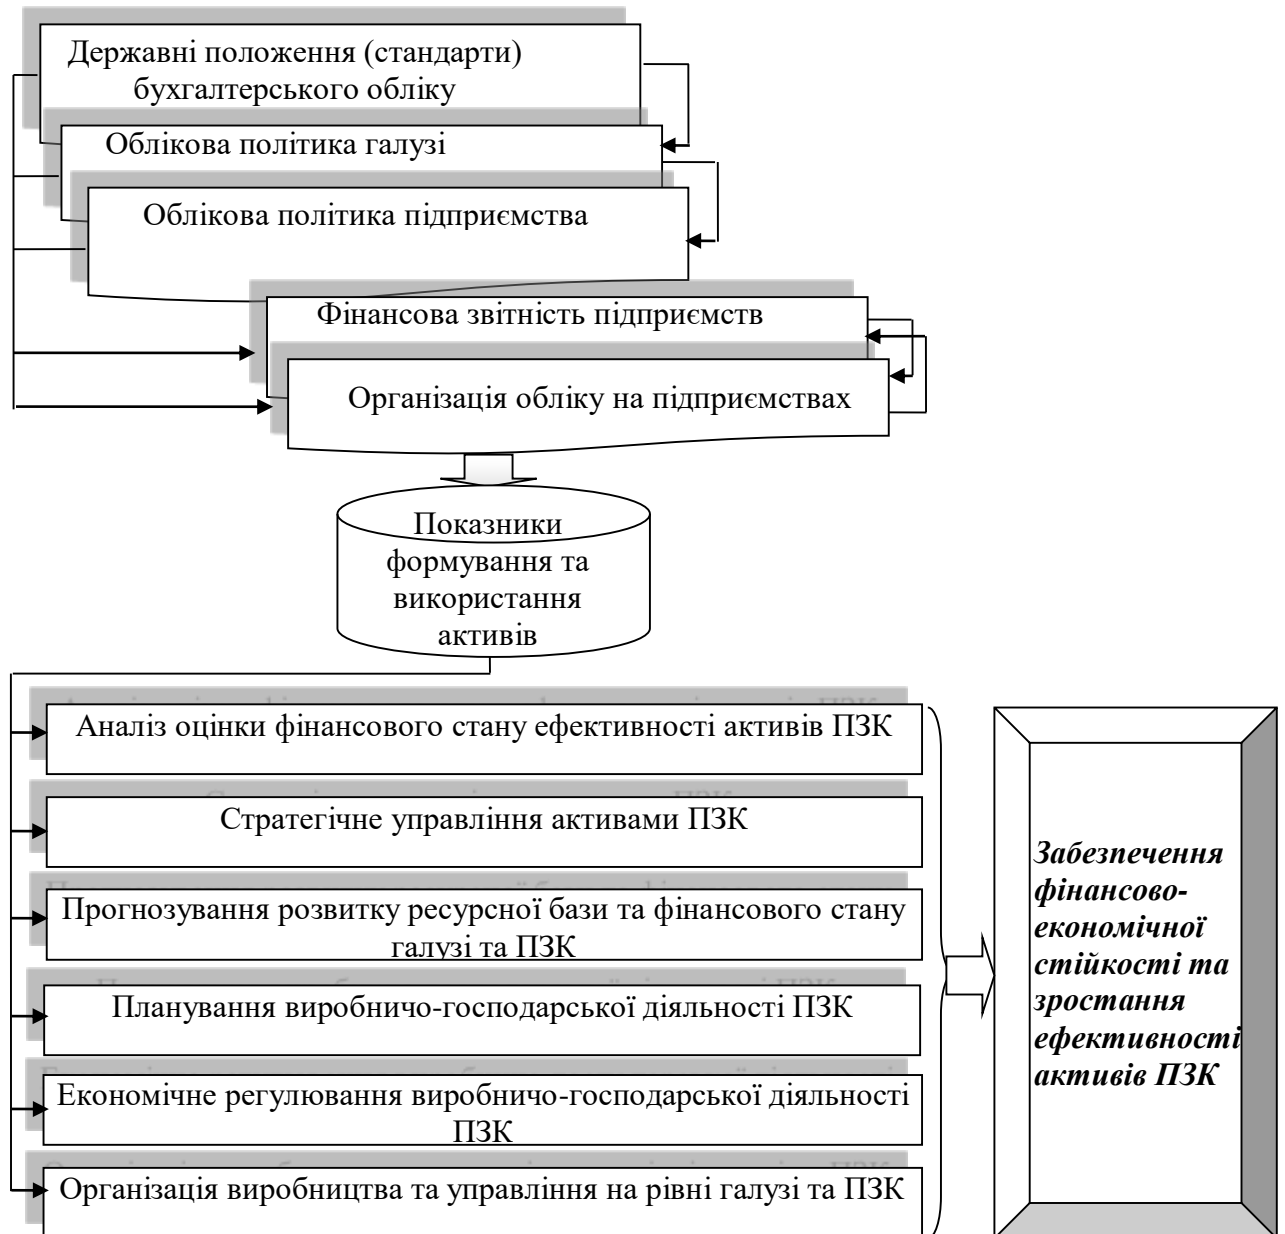 Державні положення (стандарти)
бухгалтерського обліку
Облікова політика галузі
Облікова політика підприємства
Фінансова звітність підприємств
Організація обліку на підприємствах
Показники
формування та
використання
активів
Аналіз оцінки фінансового стану ефективності активів ПЗК
Стратегічне управління активами ПЗК
Прогнозування розвитку ресурсної бази та фінансового стану
галузі та ПЗК
Планування виробничо-господарської діяльності ПЗК
Економічне регулювання виробничо-господарської діяльності
ПЗК
Організація виробництва та управління на рівні галузі та ПЗК
Забезпечення
фінансово-
економічної
стійкості та
зростання
ефективності
активів ПЗК